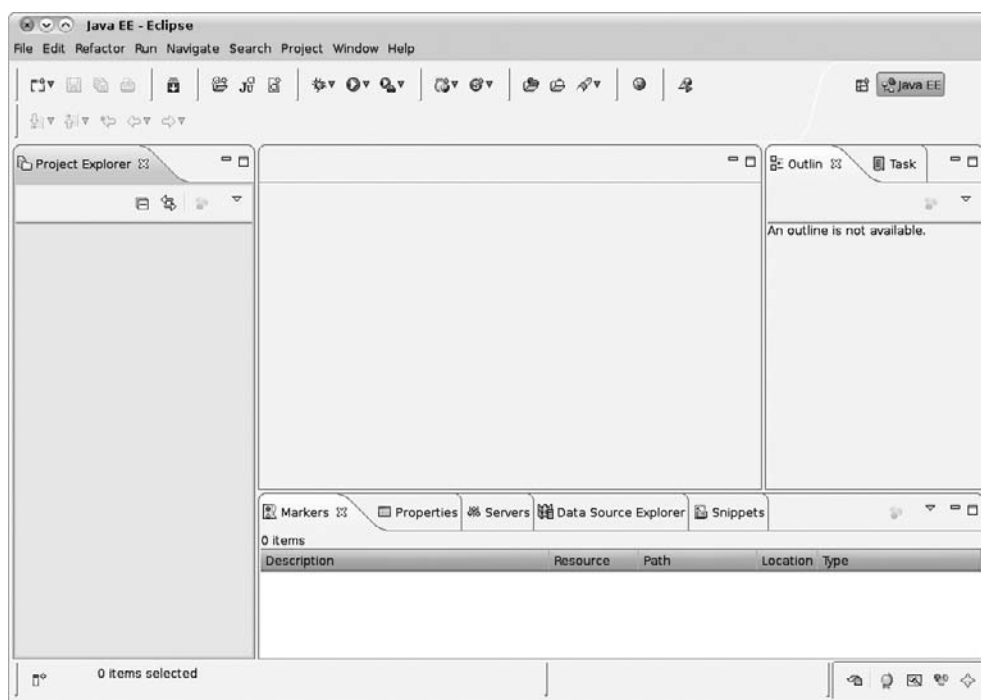 Java EE - Eclipse
File Edit Refactor Run Navigate Search Project Window Help
Java EE
Project Explorer
Outlin Task
An outline is not available.
Markers Properties Servers Data Source Explorer Snippets
0 items
Description Resource Path Location Type
0 items selected